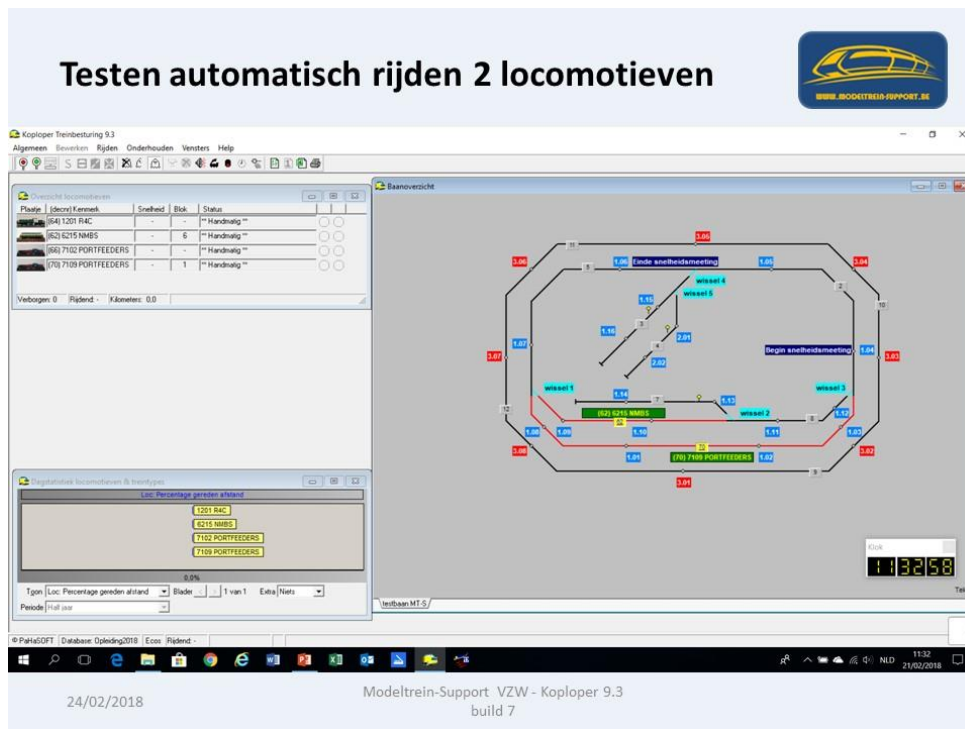 Testen automatisch rijden 2 locomotieven
WWW.MODELTREIN-SUPPORT.BE
Koploper Treinbesturing 9.3
Algemeen Bewerken Rijden Onderhouden Vensters Help
Overzicht locomotieven
Plaatje (decnr) Kenmerk Snelheid Blok Status
(64) 1201 R4C - - ** Handmatig **
(62) 6215 NMBS - 6 ** Handmatig **
(66) 7102 PORTFEEDERS - - ** Handmatig **
(70) 7109 PORTFEEDERS - 1 ** Handmatig **
Verborgen: 0 Rijdend: - Kilometers: 0,0
Baanoverzicht
3.05
11
3.06 1.06 Einde snelheidsmeeting 1.05 3.04
wissel 4
wissel 5
2
1.15
10
3
1.16
2.01
4
2.02
1.07
Begin snelheidsmeeting 1.04
3.07 3.03
wissel 1 wissel 3
1.14
7
1.13
12
(62) 6215 NMBS
wissel 2
1.12
62
1.08 1.09 1.10 1.11 1.03
3.08 3.02
1.01
70
1.02
(70) 7109 PORTFEEDERS
9
3.01
Dagstatistiek locomotieven & treintypes
Loc: Percentage gereden afstand
1201 R4C
6215 NMBS
7102 PORTFEEDERS
7109 PORTFEEDERS
0,0%
Tgon Loc: Percentage gereden afstand Blader 1 van 1 Extra Niets
Periode Half jaar
Klok
11 32 58
testbaan MT-S
© PaHaSOFT Database: Opleiding2018 Ecos Rijdend: -
NLD
11:32
21/02/2018
24/02/2018
Modeltrein-Support VZW - Koploper 9.3
build 7